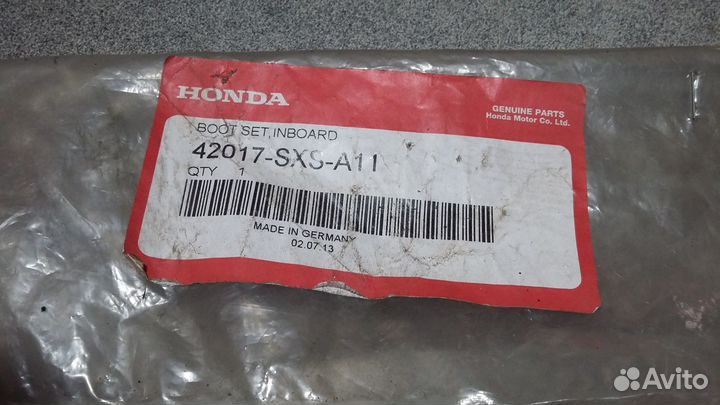 HONDA
GENUINE PARTS
Honda Motor Co. Ltd.
BOOT SET,INBOARD
42017-SXS-A11
QTY 1
MADE IN GERMANY
02.07.13
Avito